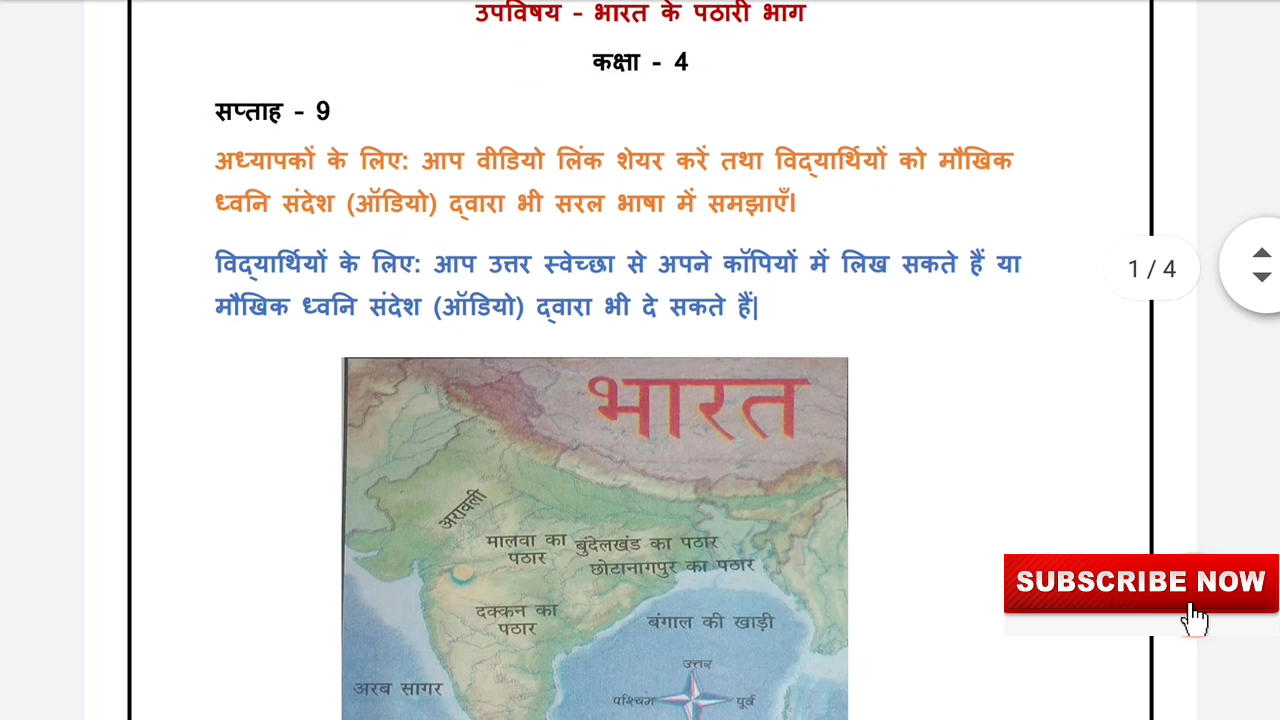 उपविषय - भारत के पठारी भाग
कक्षा - 4
सप्ताह - 9
अध्यापकों के लिए: आप वीडियो लिंक शेयर करें तथा विद्यार्थियों को मौखिक
ध्वनि संदेश (ऑडियो) द्वारा भी सरल भाषा में समझाएँ।
विद्यार्थियों के लिए: आप उत्तर स्वेच्छा से अपने कॉपियों में लिख सकते हैं या
मौखिक ध्वनि संदेश (ऑडियो) द्वारा भी दे सकते हैं|
1 / 4
भारत
अरावली
मालवा का
पठार
बुंदेलखंड का पठार
छोटानागपुर का पठार
दक्कन का
पठार
बंगाल की खाड़ी
अरब सागर
उत्तर
पश्चिम
पूर्व
SUBSCRIBE NOW